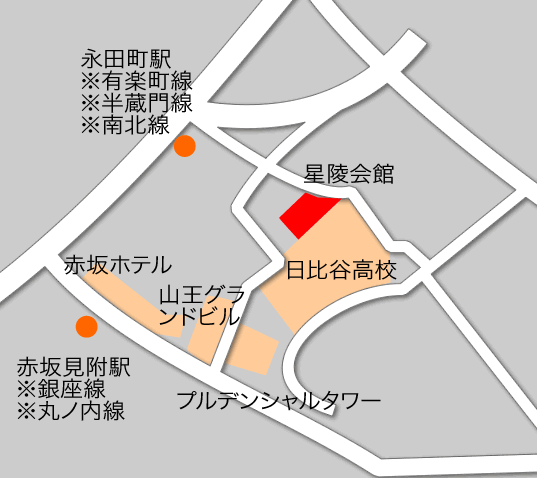 永田町駅
※有楽町線
※半蔵門線
※南北線
星陵会館
赤坂ホテル
日比谷高校
山王グラ
ンドビル
赤坂見附駅
※銀座線
※丸ノ内線
プルデンシャルタワー